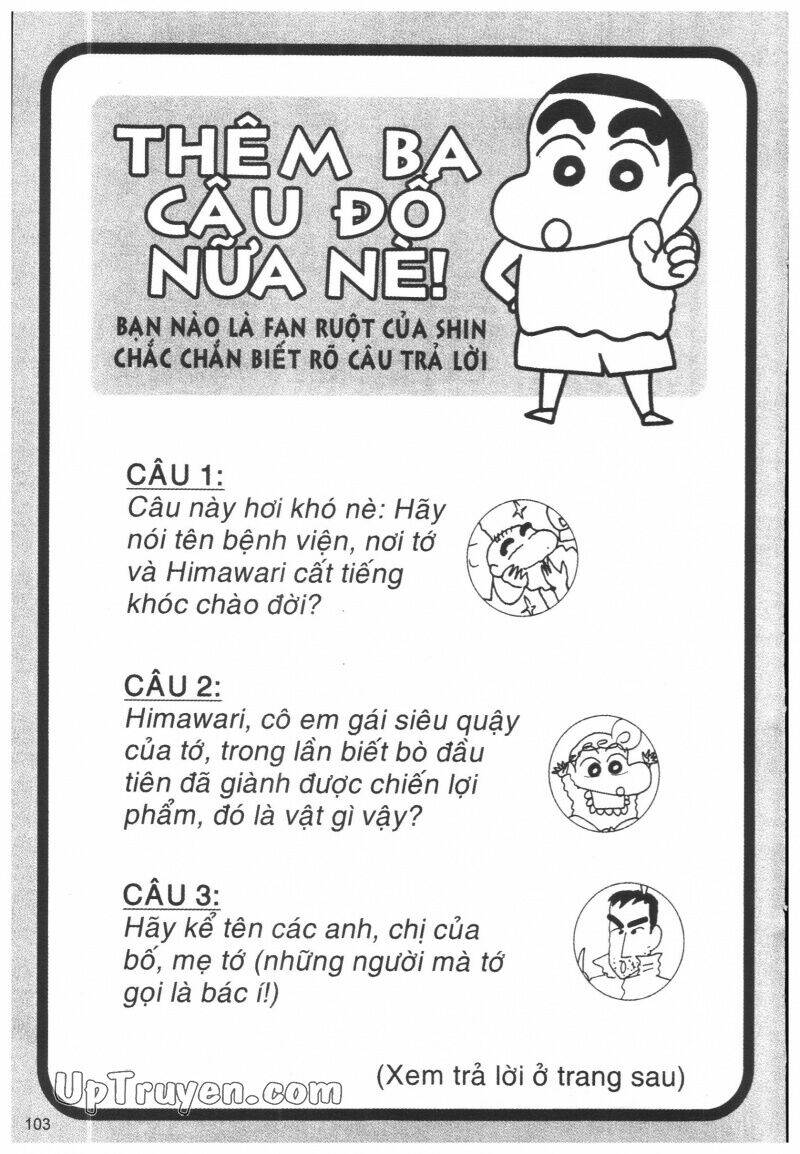 THÊM BA
CÂU ĐỐ
NỮA NÈ!
BẠN NÀO LÀ FAN RUỘT CỦA SHIN
CHẮC CHẮN BIẾT RÕ CÂU TRẢ LỜI
CÂU 1:
Câu này hơi khó nè: Hãy
nói tên bệnh viện, nơi tớ
và Himawari cất tiếng
khóc chào đời?
CÂU 2:
Himawari, cô em gái siêu quậy
của tớ, trong lần biết bò đầu
tiên đã giành được chiến lợi
phẩm, đó là vật gì vậy?
CÂU 3:
Hãy kể tên các anh, chị của
bố, mẹ tớ (những người mà tớ
gọi là bác í!)
(Xem trả lời ở trang sau)
UpTruyen.com
103